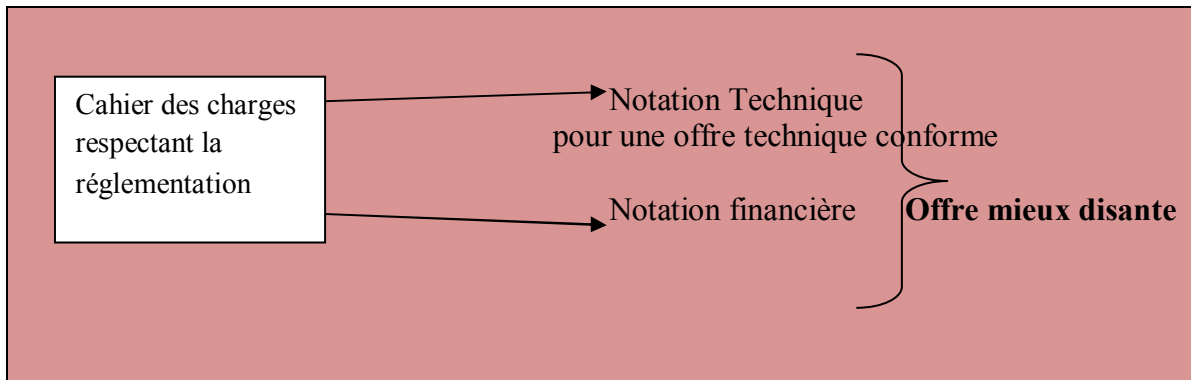 Cahier des charges
respectant la
réglementation
Notation Technique
pour une offre technique conforme
Notation financière
Offre mieux disante